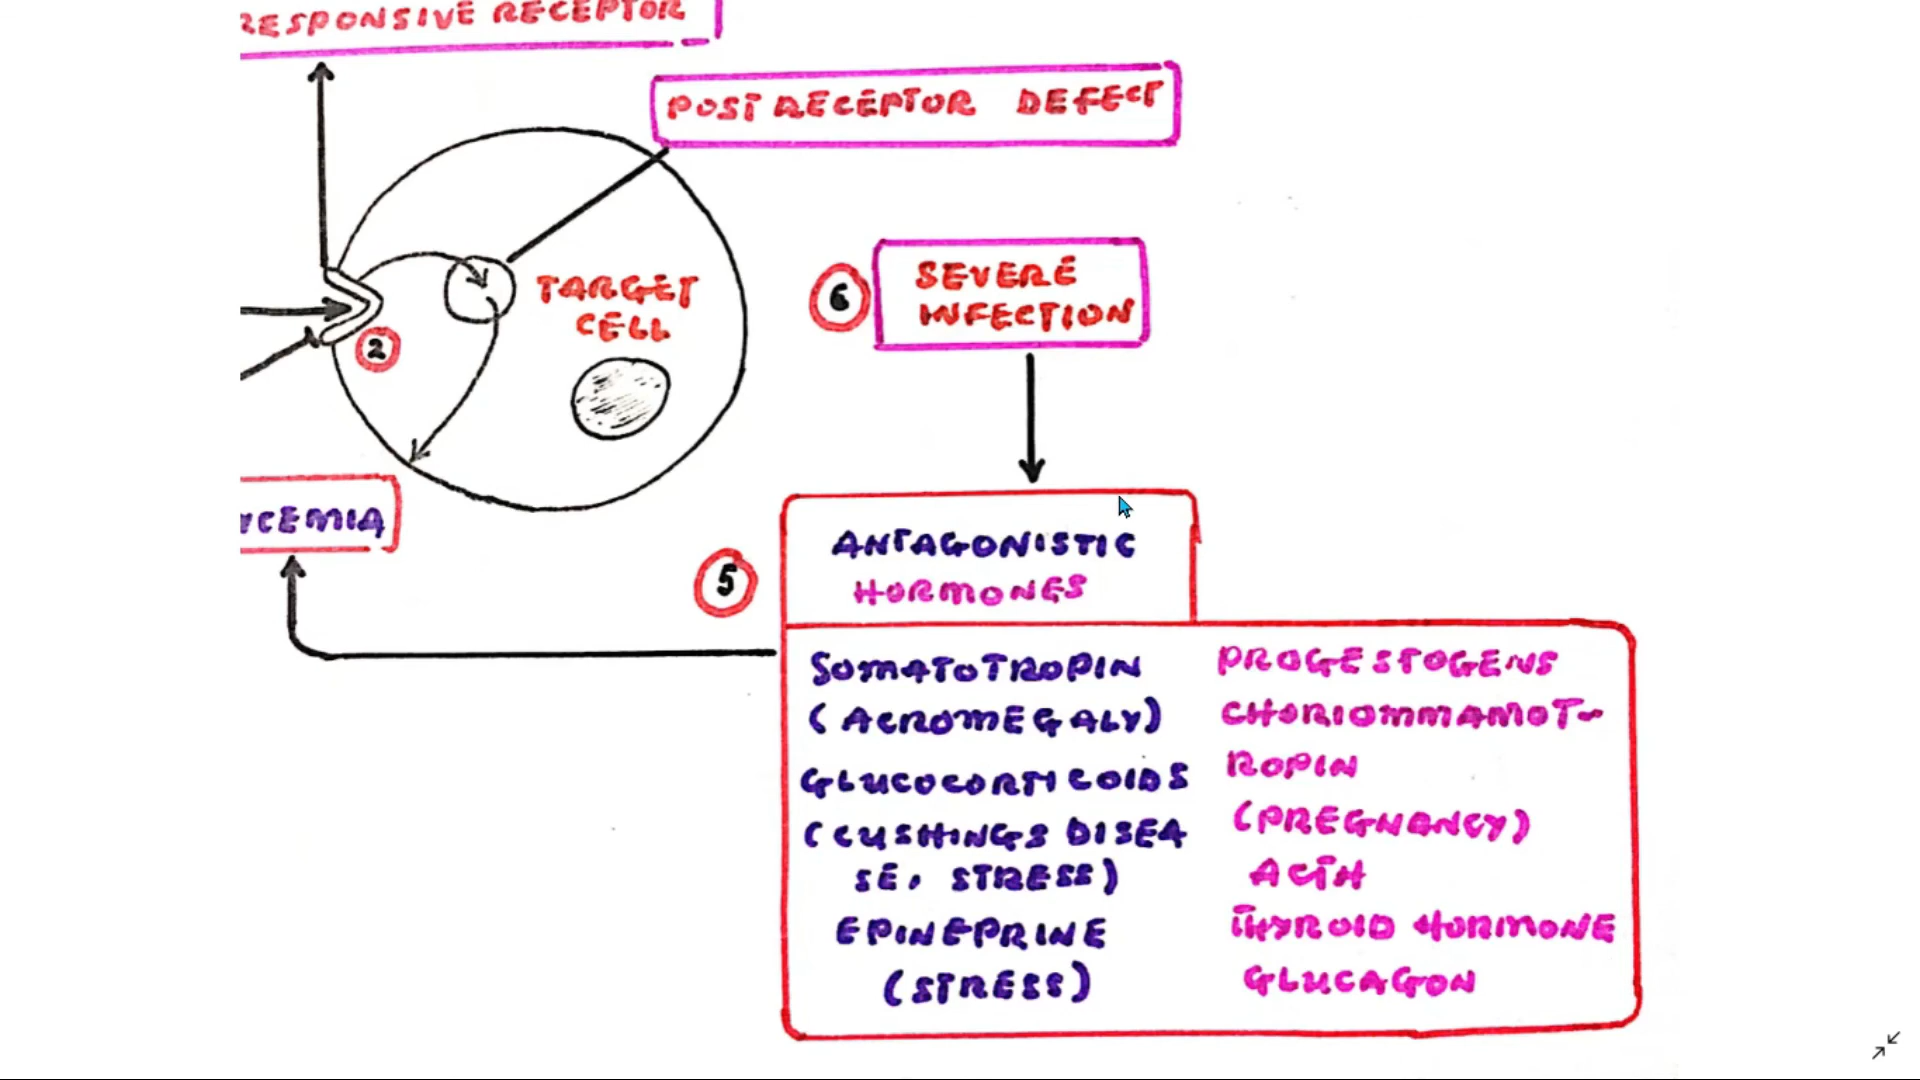 RESPONSIVE RECEPTOR
POST RECEPTOR DEFECT
TARGET
CELL
2
6
SEVERE
INFECTION
YCEMIA
5
ANTAGONISTIC
HORMONES
SOMATOTROPIN
(ACROMEGALY)
GLUCOCORTICOIDS
(CUSHINGS DISEA
SE, STRESS)
EPINEPRINE
(STRESS)
PROGESTOGENS
CHORIOMMAMOT-
ROPIN
(PREGNANCY)
ACTH
THYROID HORMONE
GLUCAGON